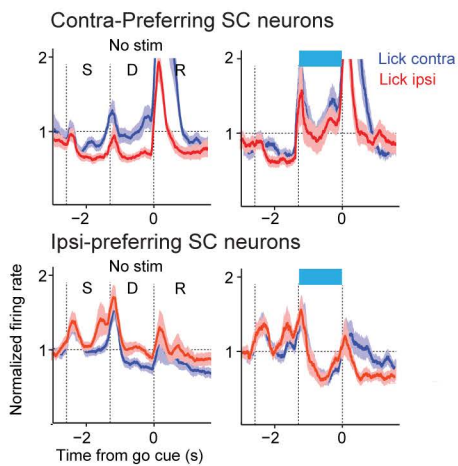 Contra-Preferring SC neurons
No stim
2
S
D
R
1
-2
0
2
Lick contra
Lick ipsi
1
-2
0
Ipsi-preferring SC neurons
No stim
Normalized firing rate
2
S
D
R
1
0
-2
0
Time from go cue (s)
2
1
0
-2
0